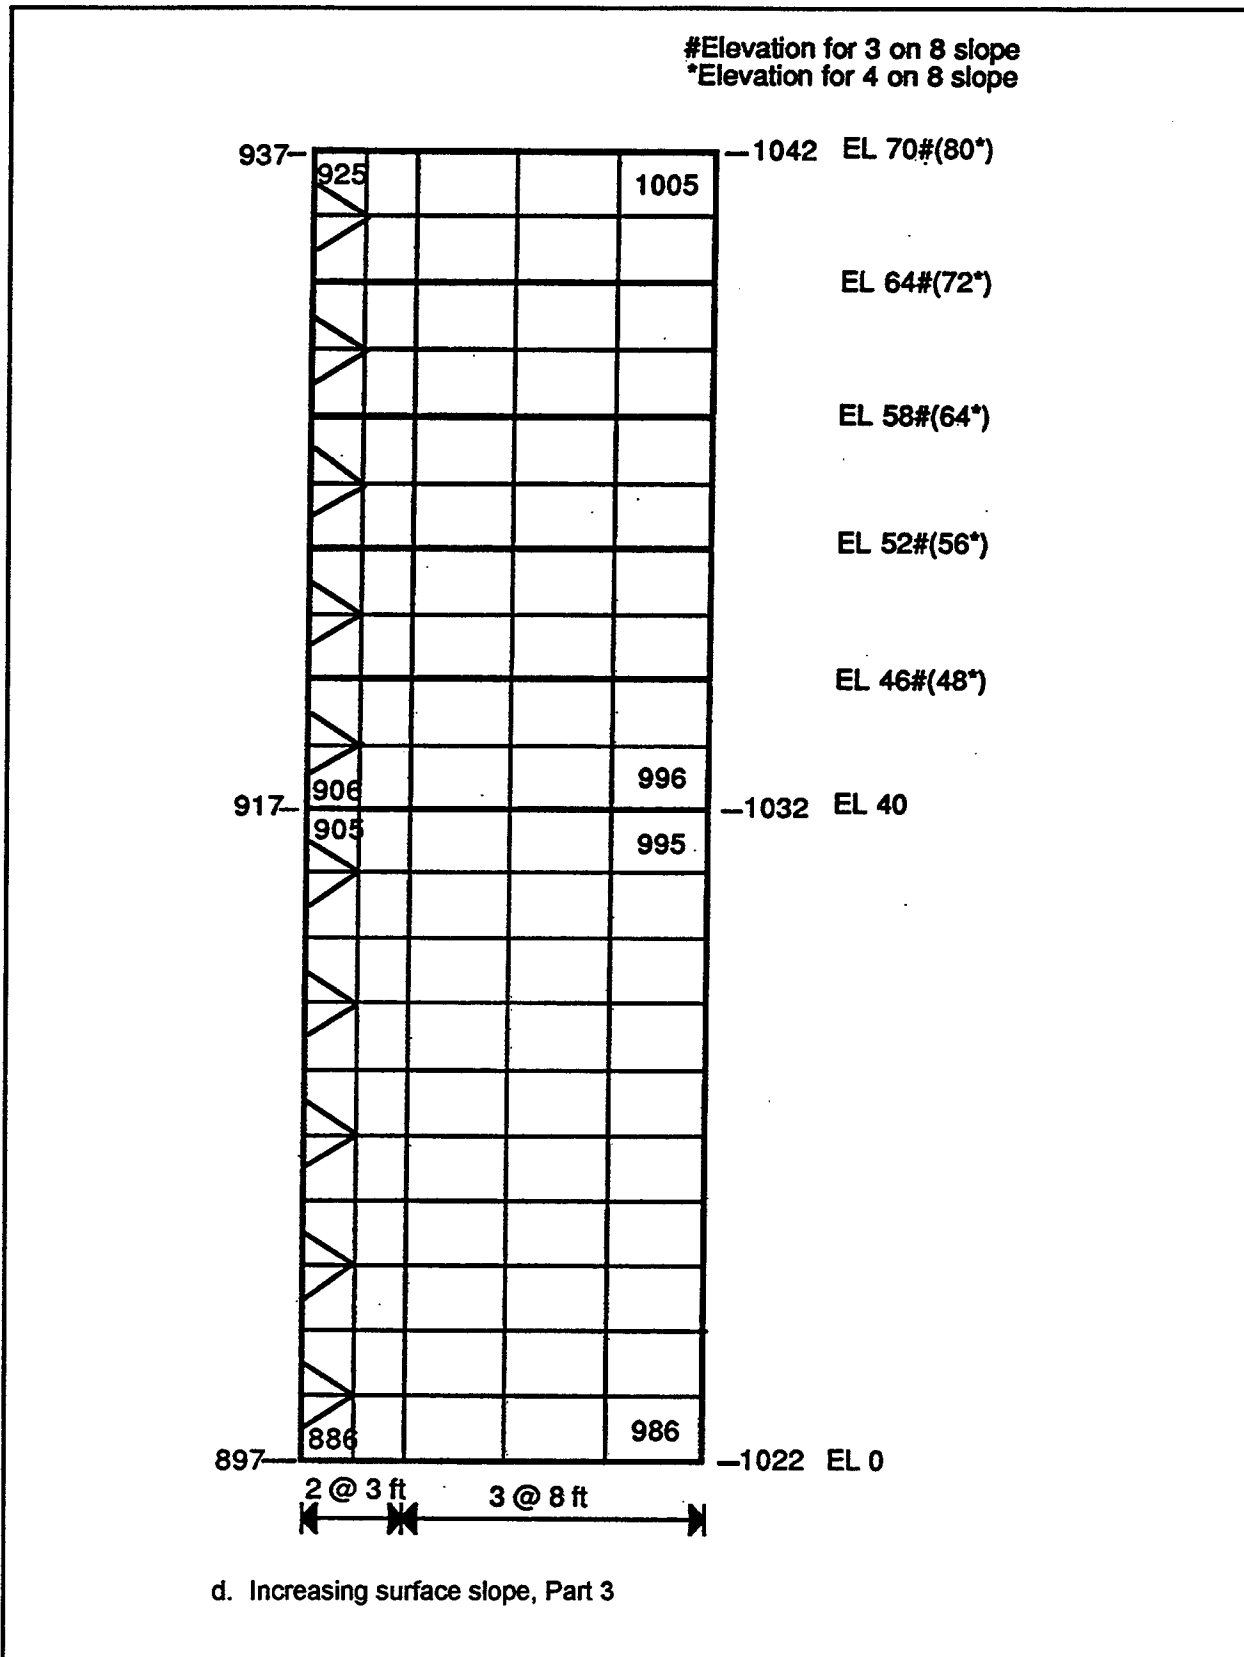 #Elevation for 3 on 8 slope
*Elevation for 4 on 8 slope
937 1042 EL 70#(80*)
925 1005
EL 64#(72*)
EL 58#(64*)
EL 52#(56*)
EL 46#(48*)
906 996
917 1032 EL 40
905 995
886 986
897 1022 EL 0
2 @ 3 ft 3 @ 8 ft
d. Increasing surface slope, Part 3